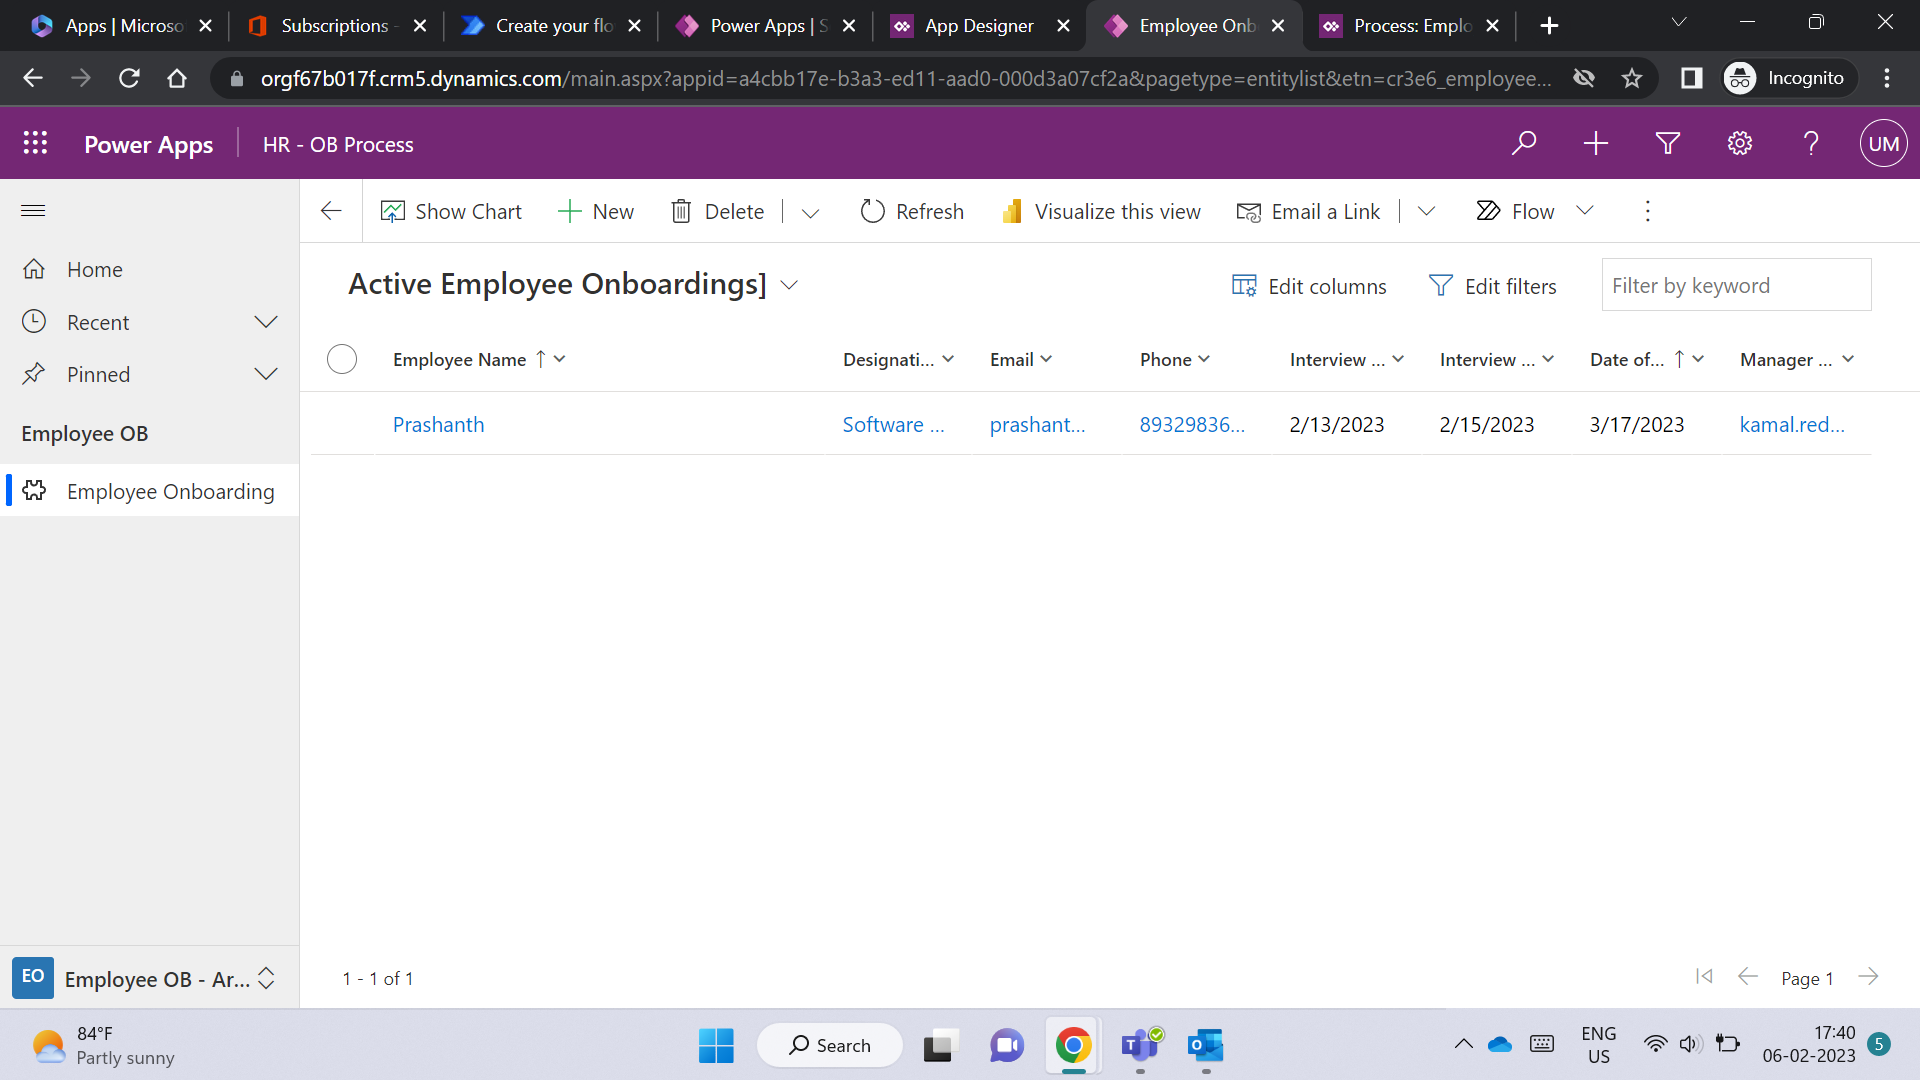 Apps | Microso
Subscriptions -
Create your flo
Power Apps | S
App Designer
Employee Onb
Process: Emplo
orgf67b017f.crm5.dynamics.com/main.aspx?appid=a4cbb17e-b3a3-ed11-aad0-000d3a07cf2a&pagetype=entitylist&etn=cr3e6_employee...
Incognito
Power Apps
HR - OB Process
UM
Show Chart
New
Delete
Refresh
Visualize this view
Email a Link
Flow
Home
Recent
Pinned
Employee OB
Employee Onboarding
Active Employee Onboardings]
Edit columns
Edit filters
Filter by keyword
Employee Name
Designati...
Email
Phone
Interview ...
Interview ...
Date of...
Manager ...
Prashanth
Software ...
prashant...
89329836...
2/13/2023
2/15/2023
3/17/2023
kamal.red...
EO
Employee OB - Ar...
1 - 1 of 1
Page 1
84°F
Partly sunny
Search
ENG
US
17:40
06-02-2023
5